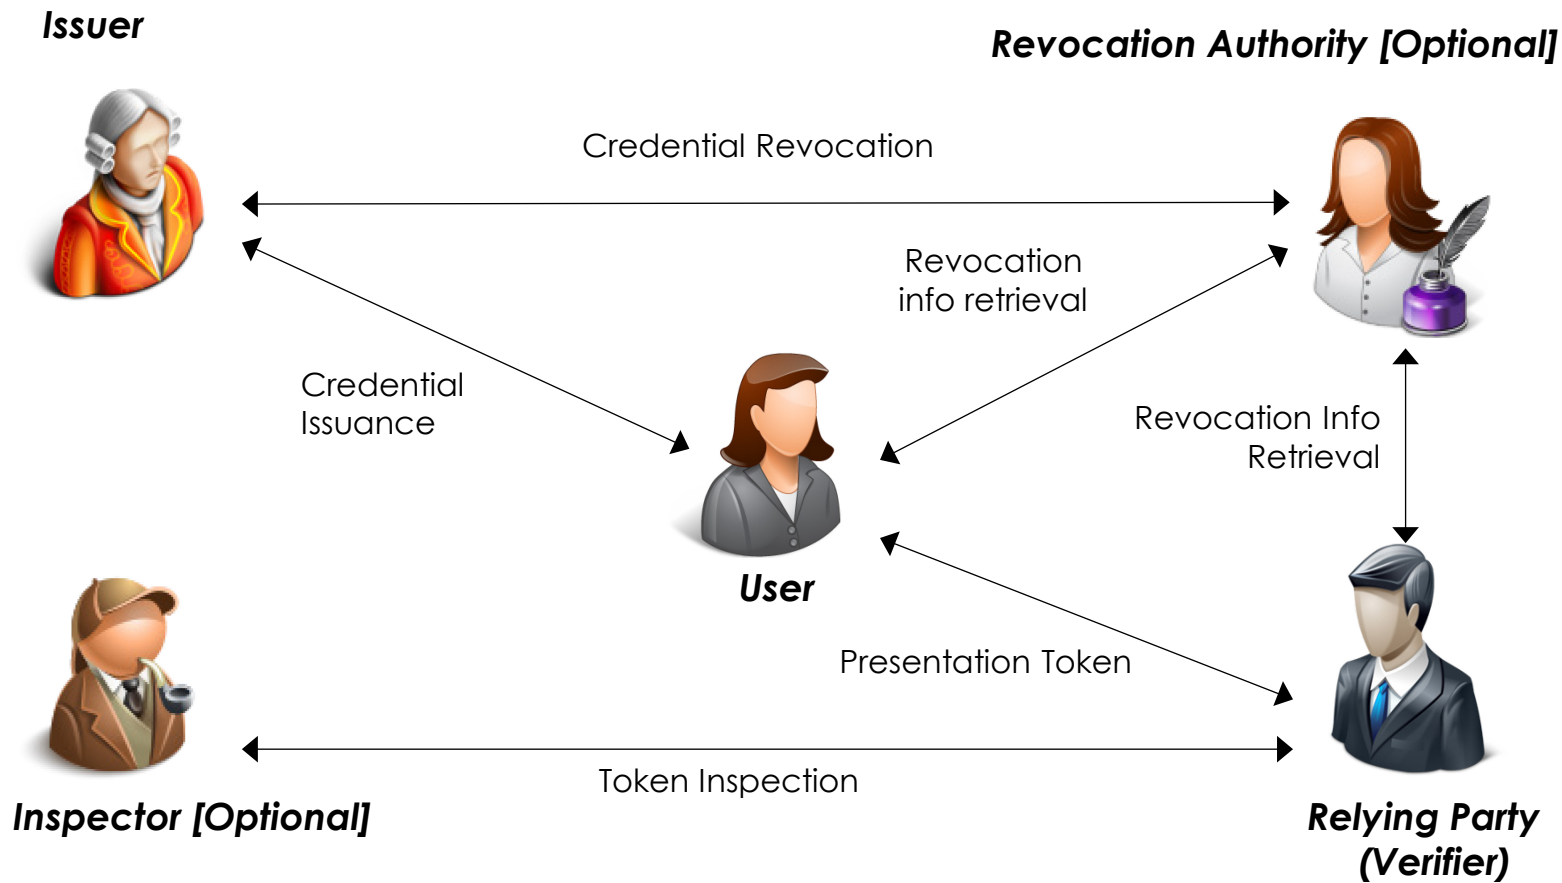 Issuer
Revocation Authority [Optional]
Credential Revocation
Revocation
info retrieval
Credential
Issuance
Revocation Info
Retrieval
User
Presentation Token
Token Inspection
Inspector [Optional]
Relying Party
(Verifier)